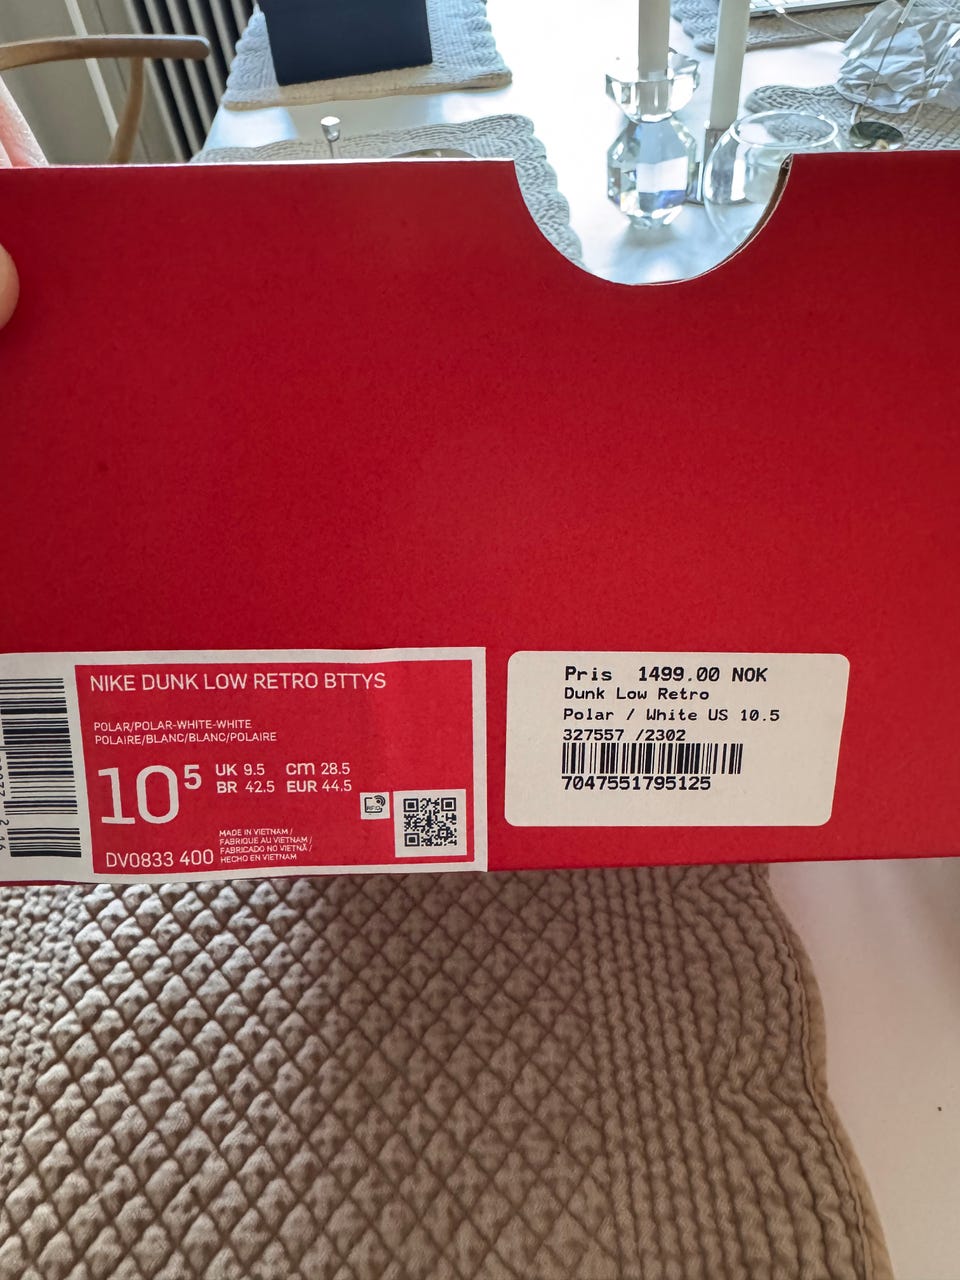 NIKE DUNK LOW RETRO BTTYS
POLAR/POLAR-WHITE-WHITE
POLAIRE/BLANC/BLANC/POLAIRE
10⁵
UK 9.5 cm 28.5
BR 42.5 EUR 44.5
MADE IN VIETNAM /
FABRIQUE AU VIETNAM /
FABRICADO NO VIETNÃ /
HECHO EN VIETNAM
DV0833 400
Pris 1499.00 NOK
Dunk Low Retro
Polar / White US 10.5
327557 /2302
7047551795125